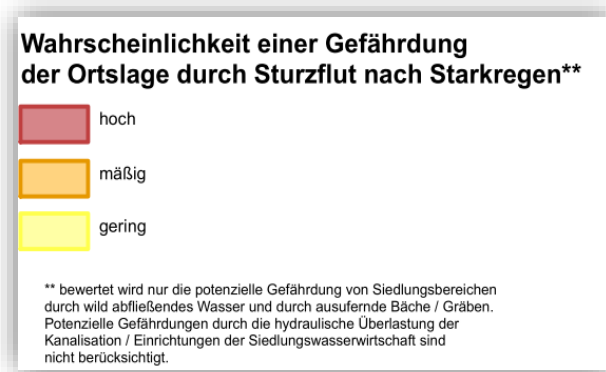 Wahrscheinlichkeit einer Gefährdung
der Ortslage durch Sturzflut nach Starkregen**
hoch
mäßig
gering
** bewertet wird nur die potenzielle Gefährdung von Siedlungsbereichen
durch wild abfließendes Wasser und durch ausufernde Bäche / Gräben.
Potenzielle Gefährdungen durch die hydraulische Überlastung der
Kanalisation / Einrichtungen der Siedlungswasserwirtschaft sind
nicht berücksichtigt.